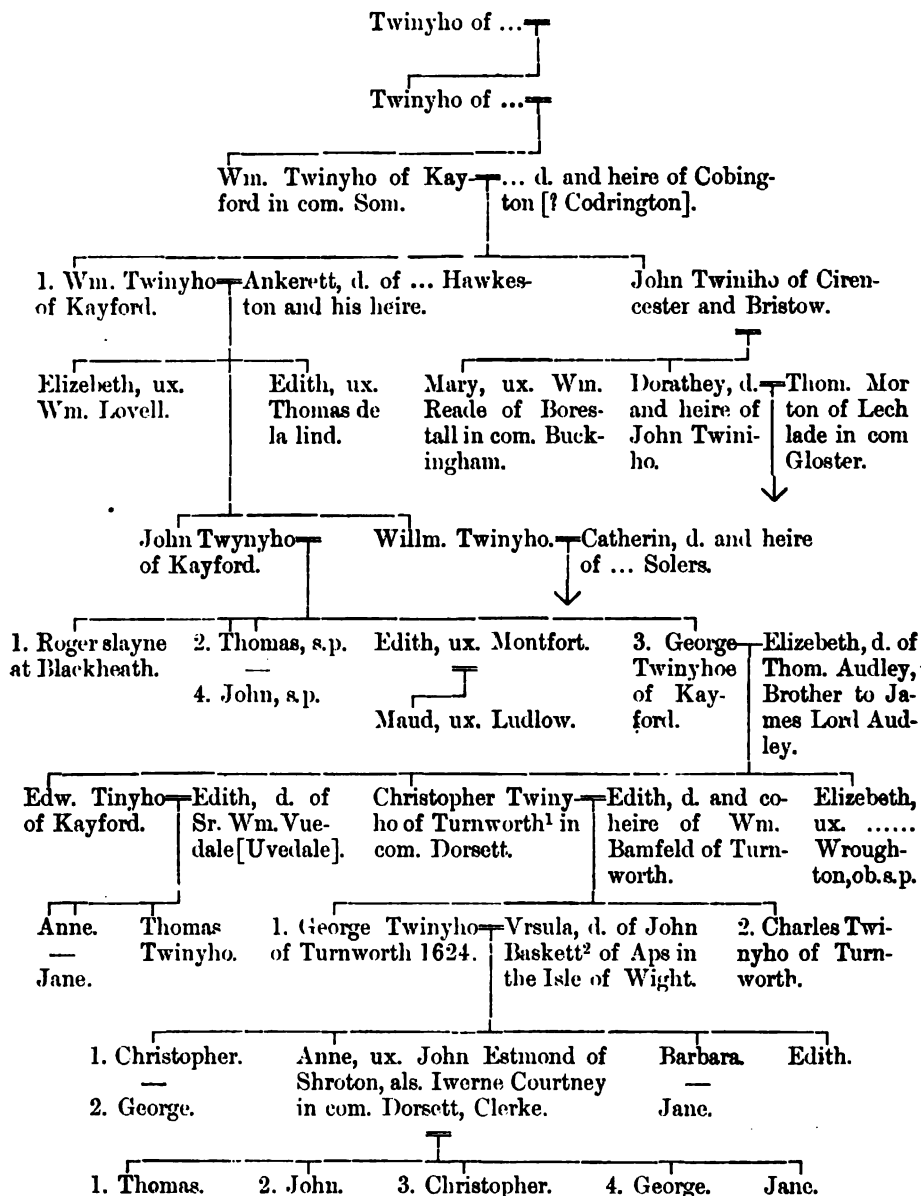 Twinyho of ...
Twinyho of ...
Wm. Twinyho of Kay-
ford in com. Som.
... d. and heire of Cobing-
ton [? Codrington].
1. Wm. Twinyho
of Kayford.
Ankerett, d. of ... Hawkes-
ton and his heire.
John Twiniho of Ciren-
cester and Bristow.
Elizebeth, ux.
Wm. Lovell.
Edith, ux.
Thomas de
la lind.
Mary, ux. Wm.
Reade of Bores-
tall in com. Buck-
ingham.
Dorathey, d.
and heire of
John Twini-
ho.
Thom. Mor
ton of Lech
lade in com
Gloster.
John Twynyho
of Kayford.
Willm. Twinyho.
Catherin, d. and heire
of ... Solers.
1. Roger slayne
at Blackheath.
2. Thomas, s.p.
—
4. John, s.p.
Edith, ux. Montfort.
Maud, ux. Ludlow.
3. George
Twinyhoe
of Kay-
ford.
Elizebeth, d. of
Thom. Audley,
Brother to Ja-
mes Lord Aud-
ley.
Edw. Tinyho
of Kayford.
Edith, d. of
Sr. Wm. Vue-
dale [Uvedale].
Christopher Twiny-
ho of Turnworth¹ in
com. Dorsett.
Edith, d. and co-
heire of Wm.
Bamfeld of Turn-
worth.
Elizebeth,
ux. ......
Wrough-
ton, ob. s.p.
Anne.
—
Jane.
Thomas
Twinyho.
1. George Twinyho
of Turnworth 1624.
Vrsula, d. of John
Baskett² of Aps in
the Isle of Wight.
2. Charles Twi-
nyho of Turn-
worth.
1. Christopher.
—
2. George.
Anne, ux. John Estmond of
Shroton, als. Iwerne Courtney
in com. Dorsett, Clerke.
Barbara.
—
Jane.
Edith.
1. Thomas. 2. John. 3. Christopher. 4. George. Jane.